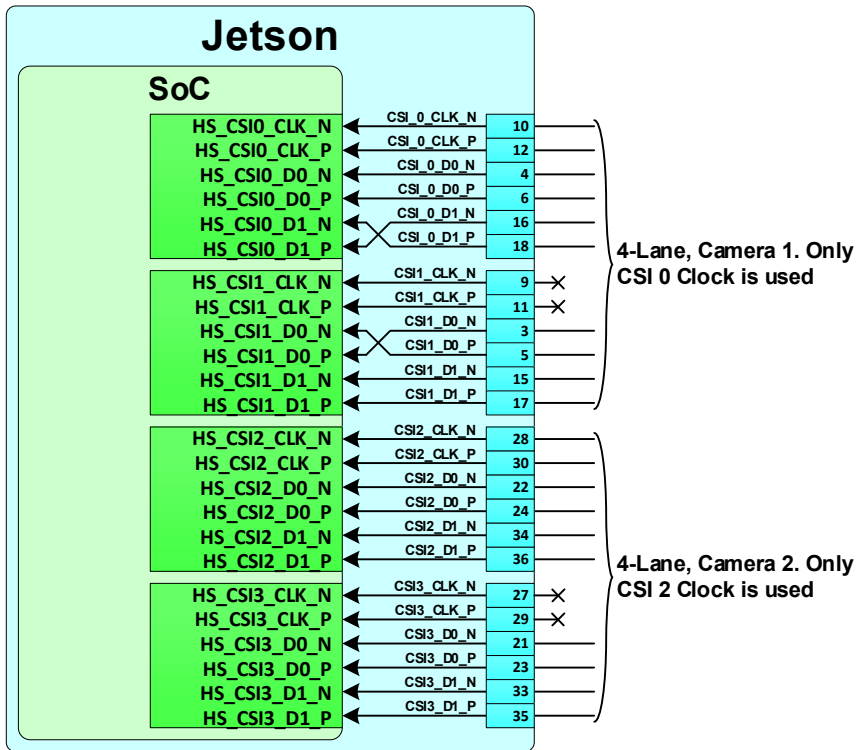 Jetson
SoC
HS_CSI0_CLK_N CSI_0_CLK_N 10
HS_CSI0_CLK_P CSI_0_CLK_P 12
HS_CSI0_D0_N CSI_0_D0_N 4
HS_CSI0_D0_P CSI_0_D0_P 6
HS_CSI0_D1_N CSI_0_D1_N 16
HS_CSI0_D1_P CSI_0_D1_P 18
4-Lane, Camera 1. Only
CSI 0 Clock is used
HS_CSI1_CLK_N CSI1_CLK_N 9
HS_CSI1_CLK_P CSI1_CLK_P 11
HS_CSI1_D0_N CSI1_D0_N 3
HS_CSI1_D0_P CSI1_D0_P 5
HS_CSI1_D1_N CSI1_D1_N 15
HS_CSI1_D1_P CSI1_D1_P 17
HS_CSI2_CLK_N CSI2_CLK_N 28
HS_CSI2_CLK_P CSI2_CLK_P 30
HS_CSI2_D0_N CSI2_D0_N 22
HS_CSI2_D0_P CSI2_D0_P 24
HS_CSI2_D1_N CSI2_D1_N 34
HS_CSI2_D1_P CSI2_D1_P 36
4-Lane, Camera 2. Only
CSI 2 Clock is used
HS_CSI3_CLK_N CSI3_CLK_N 27
HS_CSI3_CLK_P CSI3_CLK_P 29
HS_CSI3_D0_N CSI3_D0_N 21
HS_CSI3_D0_P CSI3_D0_P 23
HS_CSI3_D1_N CSI3_D1_N 33
HS_CSI3_D1_P CSI3_D1_P 35